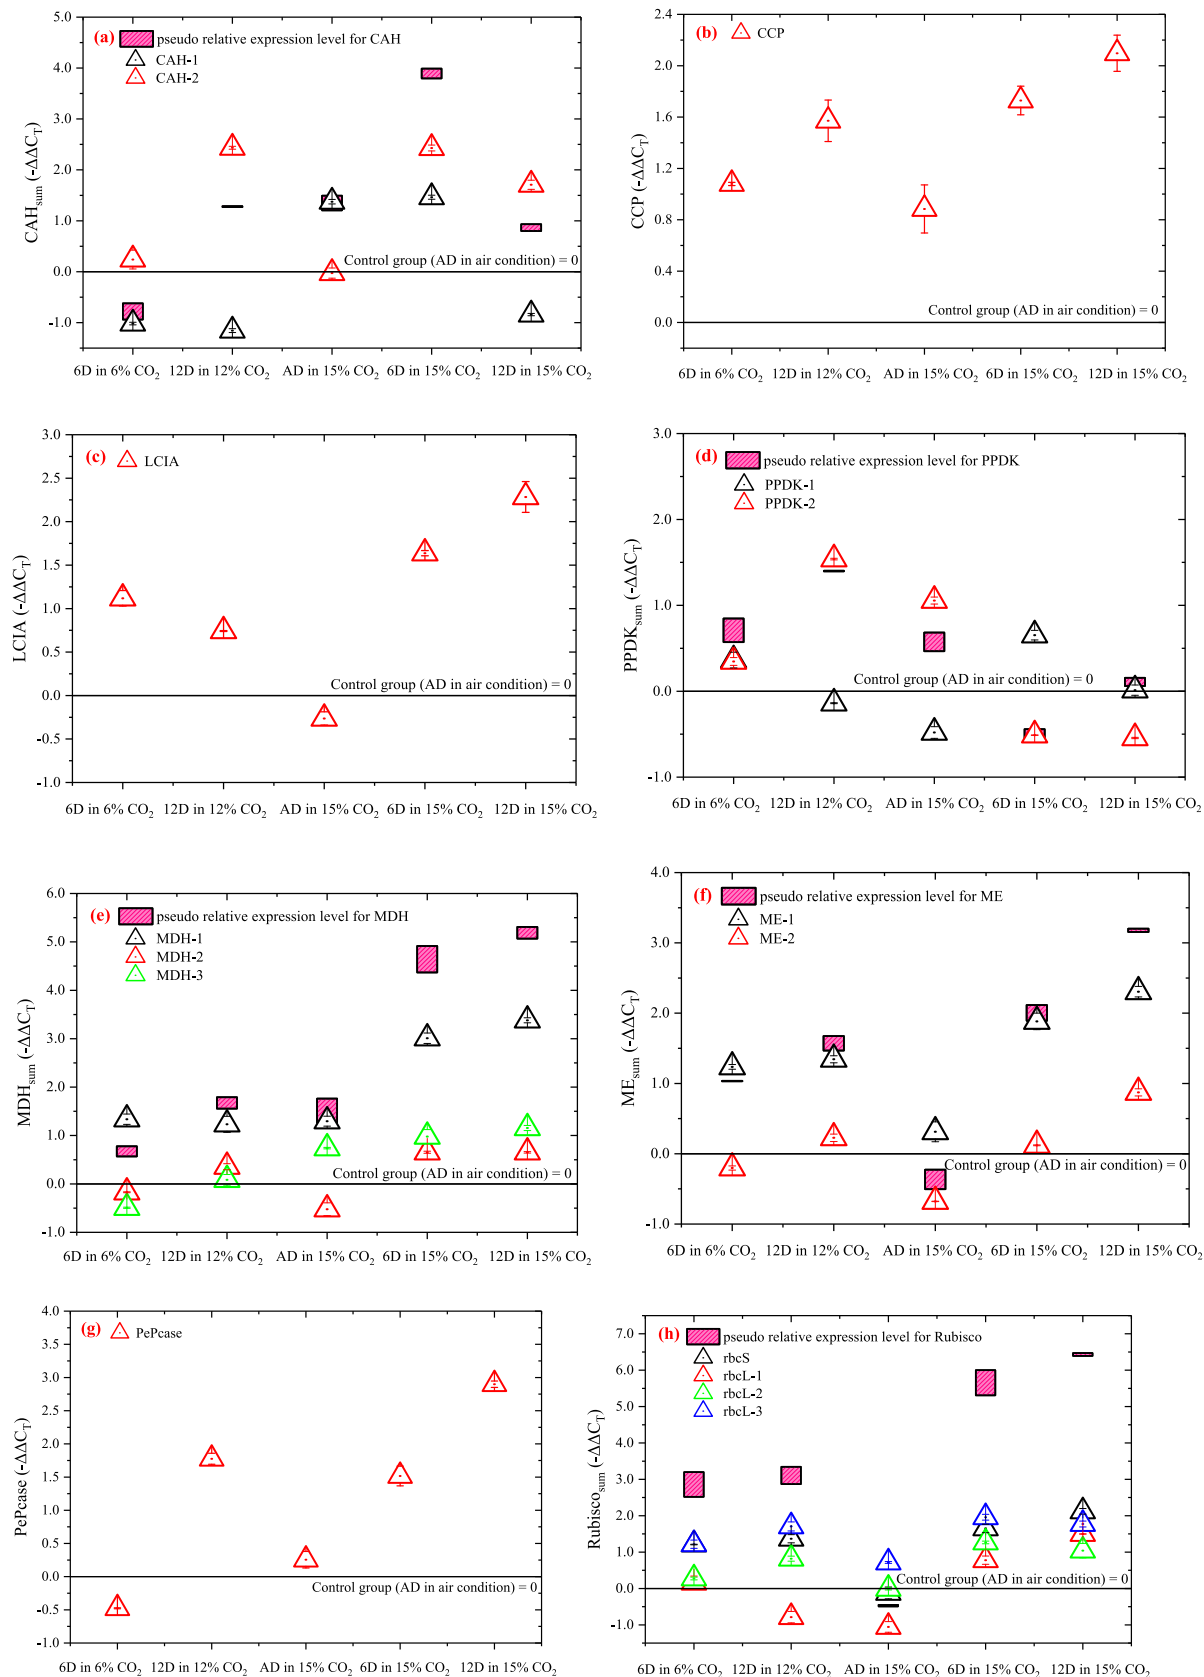 (a) pseudo relative expression level for CAH
CAH-1
CAH-2
5.0
4.0
3.0
2.0
1.0
0.0
-1.0
CAH_sum (-ΔΔC_T)
Control group (AD in air condition) = 0
6D in 6% CO₂ 12D in 12% CO₂ AD in 15% CO₂ 6D in 15% CO₂ 12D in 15% CO₂
(b) CCP
2.4
2.0
1.6
1.2
0.8
0.4
0.0
CCP (-ΔΔC_T)
Control group (AD in air condition) = 0
6D in 6% CO₂ 12D in 12% CO₂ AD in 15% CO₂ 6D in 15% CO₂ 12D in 15% CO₂
(c) LCIA
3.0
2.5
2.0
1.5
1.0
0.5
0.0
-0.5
-1.0
LCIA (-ΔΔC_T)
Control group (AD in air condition) = 0
6D in 6% CO₂ 12D in 12% CO₂ AD in 15% CO₂ 6D in 15% CO₂ 12D in 15% CO₂
(d) pseudo relative expression level for PPDK
PPDK-1
PPDK-2
3.0
2.0
1.0
0.0
-1.0
PPDK_sum (-ΔΔC_T)
Control group (AD in air condition) = 0
6D in 6% CO₂ 12D in 12% CO₂ AD in 15% CO₂ 6D in 15% CO₂ 12D in 15% CO₂
(e) pseudo relative expression level for MDH
MDH-1
MDH-2
MDH-3
6.0
5.0
4.0
3.0
2.0
1.0
0.0
-1.0
MDH_sum (-ΔΔC_T)
Control group (AD in air condition) = 0
6D in 6% CO₂ 12D in 12% CO₂ AD in 15% CO₂ 6D in 15% CO₂ 12D in 15% CO₂
(f) pseudo relative expression level for ME
ME-1
ME-2
4.0
3.0
2.0
1.0
0.0
-1.0
ME_sum (-ΔΔC_T)
Control group (AD in air condition) = 0
6D in 6% CO₂ 12D in 12% CO₂ AD in 15% CO₂ 6D in 15% CO₂ 12D in 15% CO₂
(g) PePcase
4.0
3.5
3.0
2.5
2.0
1.5
1.0
0.5
0.0
-0.5
-1.0
PePcase (-ΔΔC_T)
Control group (AD in air condition) = 0
6D in 6% CO₂ 12D in 12% CO₂ AD in 15% CO₂ 6D in 15% CO₂ 12D in 15% CO₂
(h) pseudo relative expression level for Rubisco
rbcS
rbcL-1
rbcL-2
rbcL-3
7.0
6.0
5.0
4.0
3.0
2.0
1.0
0.0
-1.0
Rubisco_sum (-ΔΔC_T)
Control group (AD in air condition) = 0
6D in 6% CO₂ 12D in 12% CO₂ AD in 15% CO₂ 6D in 15% CO₂ 12D in 15% CO₂